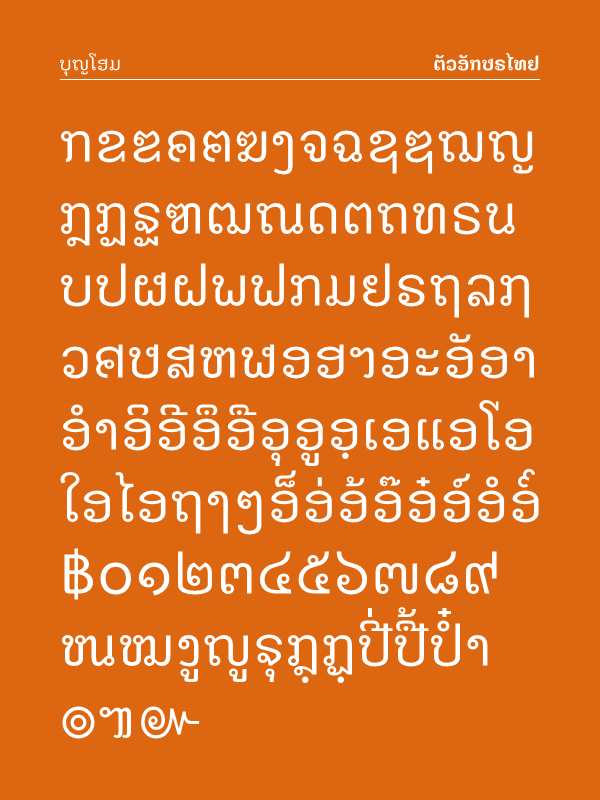 บุญโฮม
ตัวอักษรไทย
กขฃคฅฆงจฉชซฌญ
ฎฏฐฑฒณดตถทธน
บปผฝพฟภมยรฤลฦ
วศษสหฬอฮฯอะอัอา
อำอิอีอึอือุอูอฺเอแอโอ
ใอไอฤๅๆอ็อ่อ้อ๊อ๋อ์อํอ๎
฿๐๑๒๓๔๕๖๗๘๙
หนหมงูญูฐุฎฺฏฺปี่ปื้ป๋ำ
๏๚๛